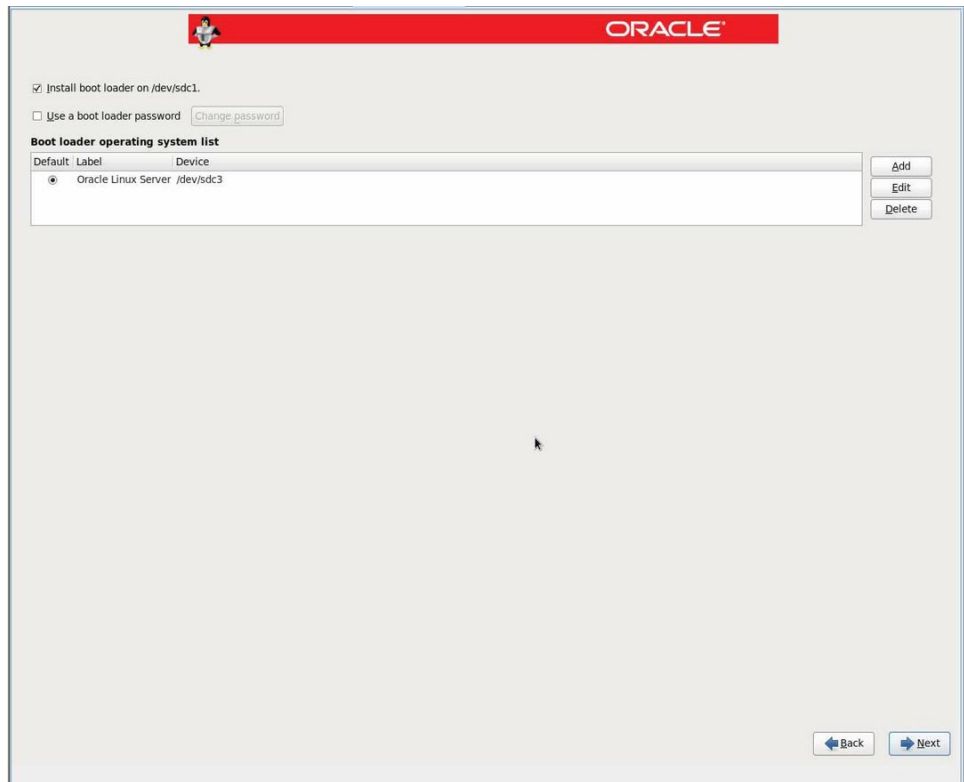 ORACLE®
Install boot loader on /dev/sdc1.
Use a boot loader password Change password
Boot loader operating system list
Default Label Device
Oracle Linux Server /dev/sdc3
Add
Edit
Delete
Back Next